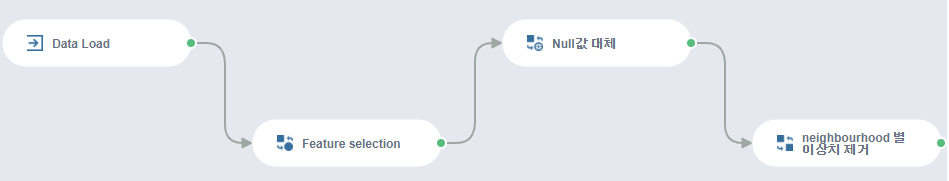 Data Load
Feature selection
Null값 대체
neighbourhood 별
이상치 제거